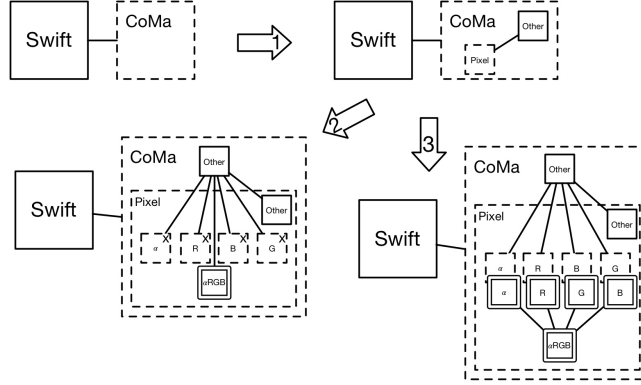 Swift
CoMa
1
Swift
CoMa
Other
Pixel
2
3
Swift
CoMa
Other
Pixel
Other
α X
R X
B X
G X
αRGB
Swift
CoMa
Other
Pixel
Other
α
R
B
G
α
R
G
B
αRGB